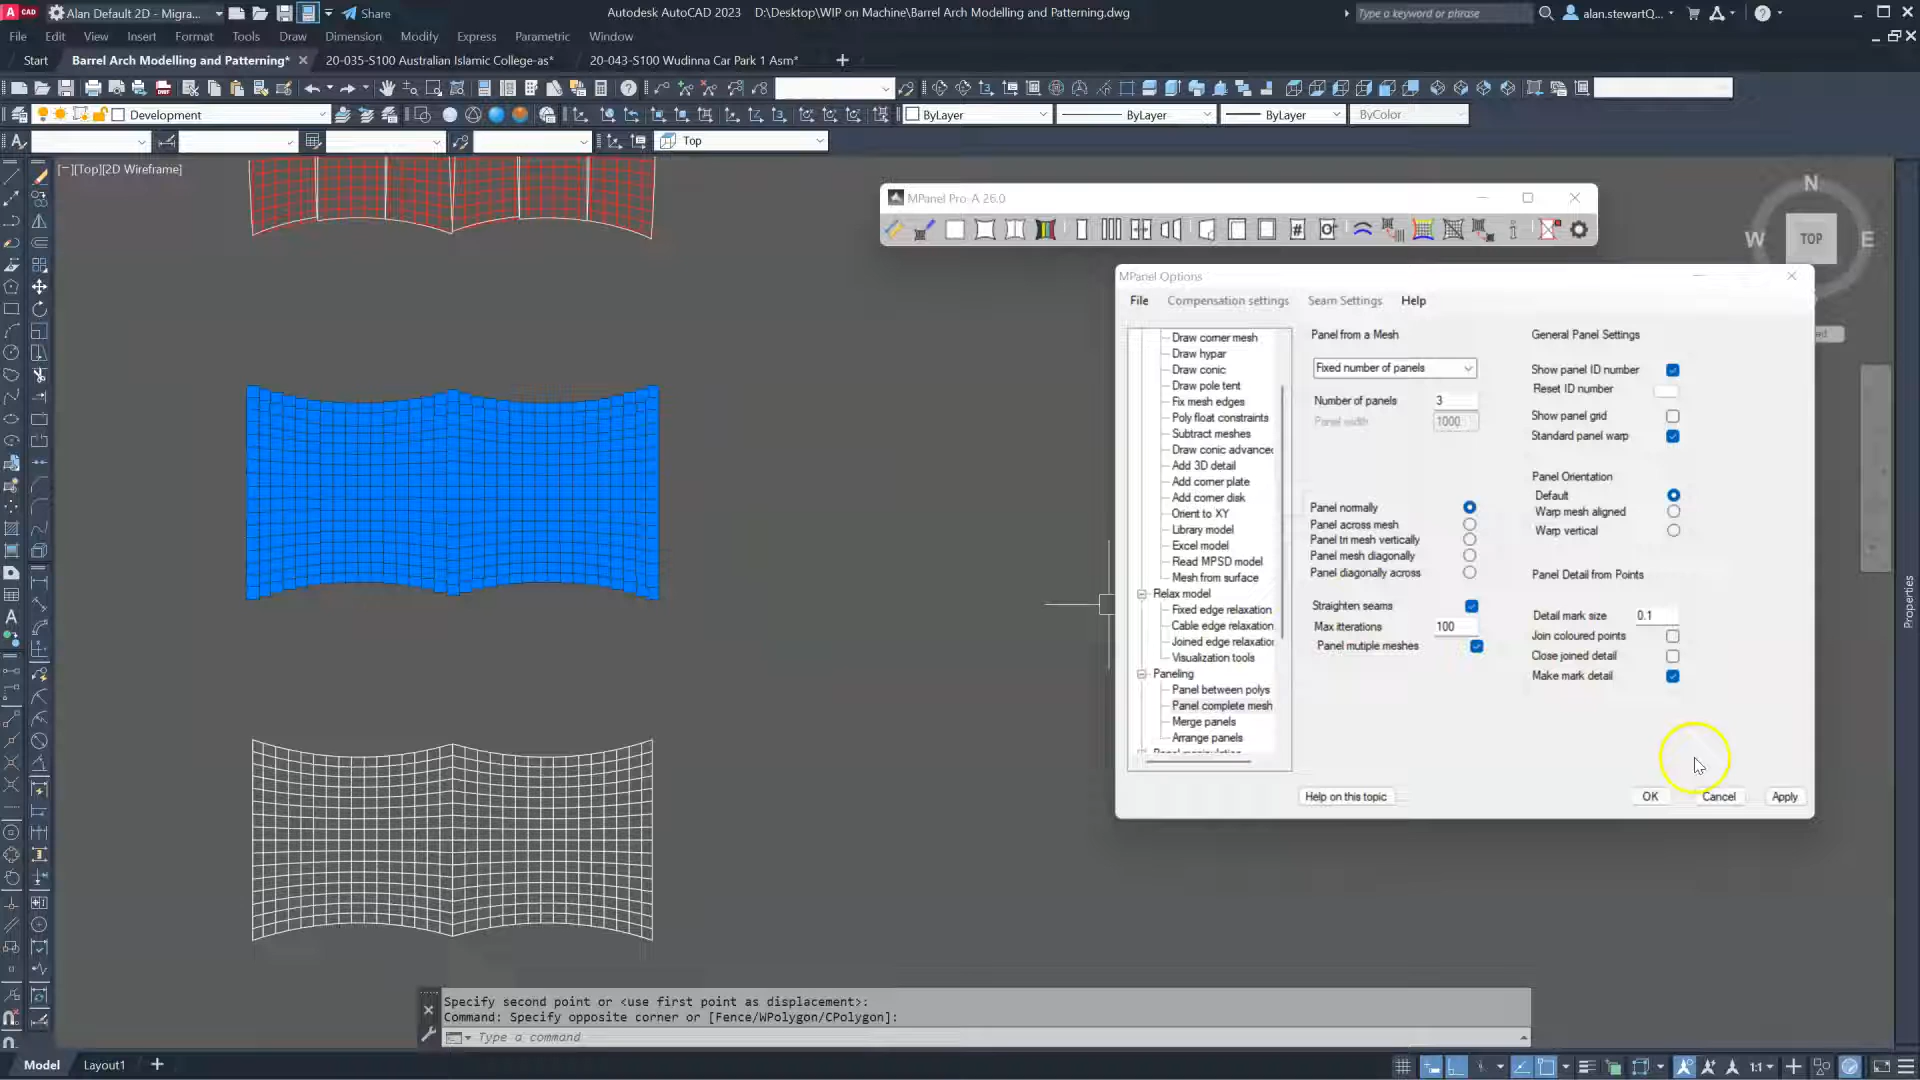 CAD
Alan Default 2D - Migra...
Share
Autodesk AutoCAD 2023 D:\Desktop\WIP on Machine\Barrel Arch Modelling and Patterning.dwg
Type a keyword or phrase
alan.stewartQ...
File Edit View Insert Format Tools Draw Dimension Modify Express Parametric Window
Start
Barrel Arch Modelling and Patterning*
20-035-S100 Australian Islamic College-as*
20-043-S100 Wudinna Car Park 1 Asm*
Development
ByLayer
ByLayer
ByLayer
ByColor
Top
[−][Top][2D Wireframe]
MPanel Pro-A 26.0
N
W
TOP
E
MPanel Options
File Compensation settings Seam Settings Help
Draw corner mesh
Draw hypar
Draw conic
Draw pole tent
Fix mesh edges
Poly float constraints
Subtract meshes
Draw conic advanced
Add 3D detail
Add corner plate
Add corner disk
Orient to XY
Library model
Excel model
Read MPSD model
Mesh from surface
Relax model
Fixed edge relaxation
Cable edge relaxation
Joined edge relaxation
Visualization tools
Paneling
Panel between polys
Panel complete mesh
Merge panels
Arrange panels
Panel manipulation
Panel from a Mesh
Fixed number of panels
Number of panels 3
Panel width 1000
Panel normally
Panel across mesh
Panel tri mesh vertically
Panel mesh diagonally
Panel diagonally across
Straighten seams
Max itterations 100
Panel mutiple meshes
General Panel Settings
Show panel ID number
Reset ID number
Show panel grid
Standard panel warp
Panel Orientation
Default
Warp mesh aligned
Warp vertical
Panel Detail from Points
Detail mark size 0.1
Join coloured points
Close joined detail
Make mark detail
Help on this topic
OK
Cancel
Apply
Properties
Specify second point or <use first point as displacement>:
Command: Specify opposite corner or [Fence/WPolygon/CPolygon]:
Type a command
Model
Layout1
1:1